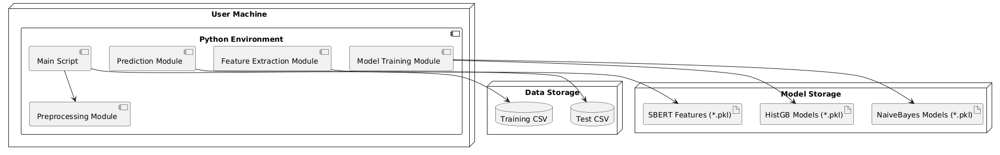 User Machine
Python Environment
Main Script
Prediction Module
Feature Extraction Module
Model Training Module
Preprocessing Module
Data Storage
Training CSV
Test CSV
Model Storage
SBERT Features (*.pkl)
HistGB Models (*.pkl)
NaiveBayes Models (*.pkl)